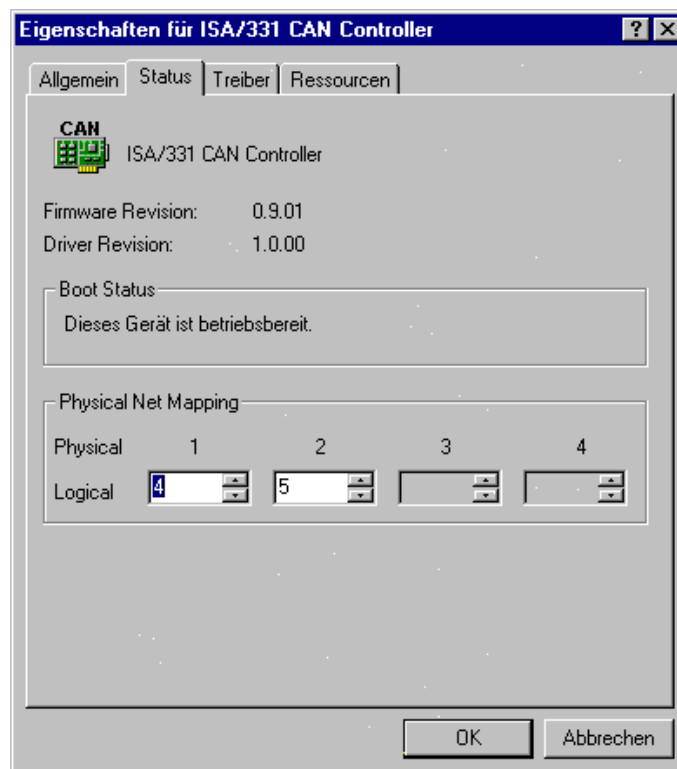 Eigenschaften für ISA/331 CAN Controller
Allgemein Status Treiber Ressourcen
CAN
ISA/331 CAN Controller
Firmware Revision: 0.9.01
Driver Revision: 1.0.00
Boot Status
Dieses Gerät ist betriebsbereit.
Physical Net Mapping
Physical 1 2 3 4
Logical 4 5
OK Abbrechen